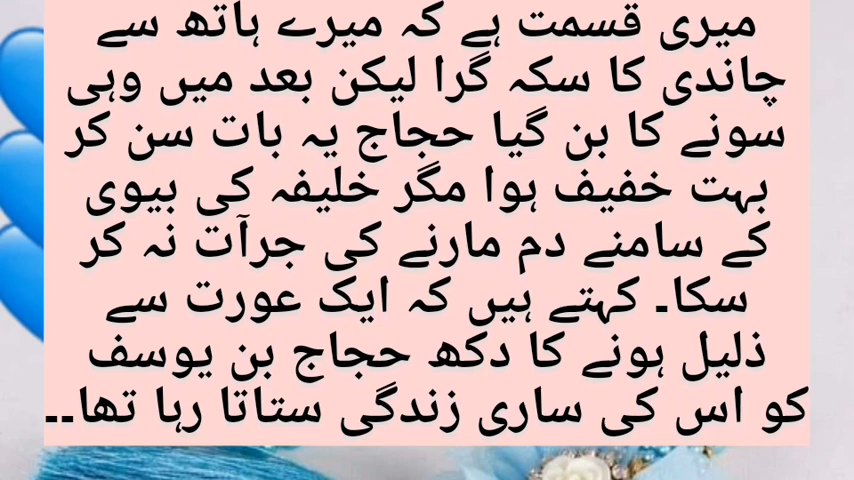 میری قسمت ہے کہ میرے ہاتھ سے
چاندی کا سکہ گرا لیکن بعد میں وہی
سونے کا بن گیا حجاج یہ بات سن کر
بہت خفیف ہوا مگر خلیفہ کی بیوی
کے سامنے دم مارنے کی جرآت نہ کر
سکا۔ کہتے ہیں کہ ایک عورت سے
ذلیل ہونے کا دکھ حجاج بن یوسف
کو اس کی ساری زندگی ستاتا رہا تھا۔۔